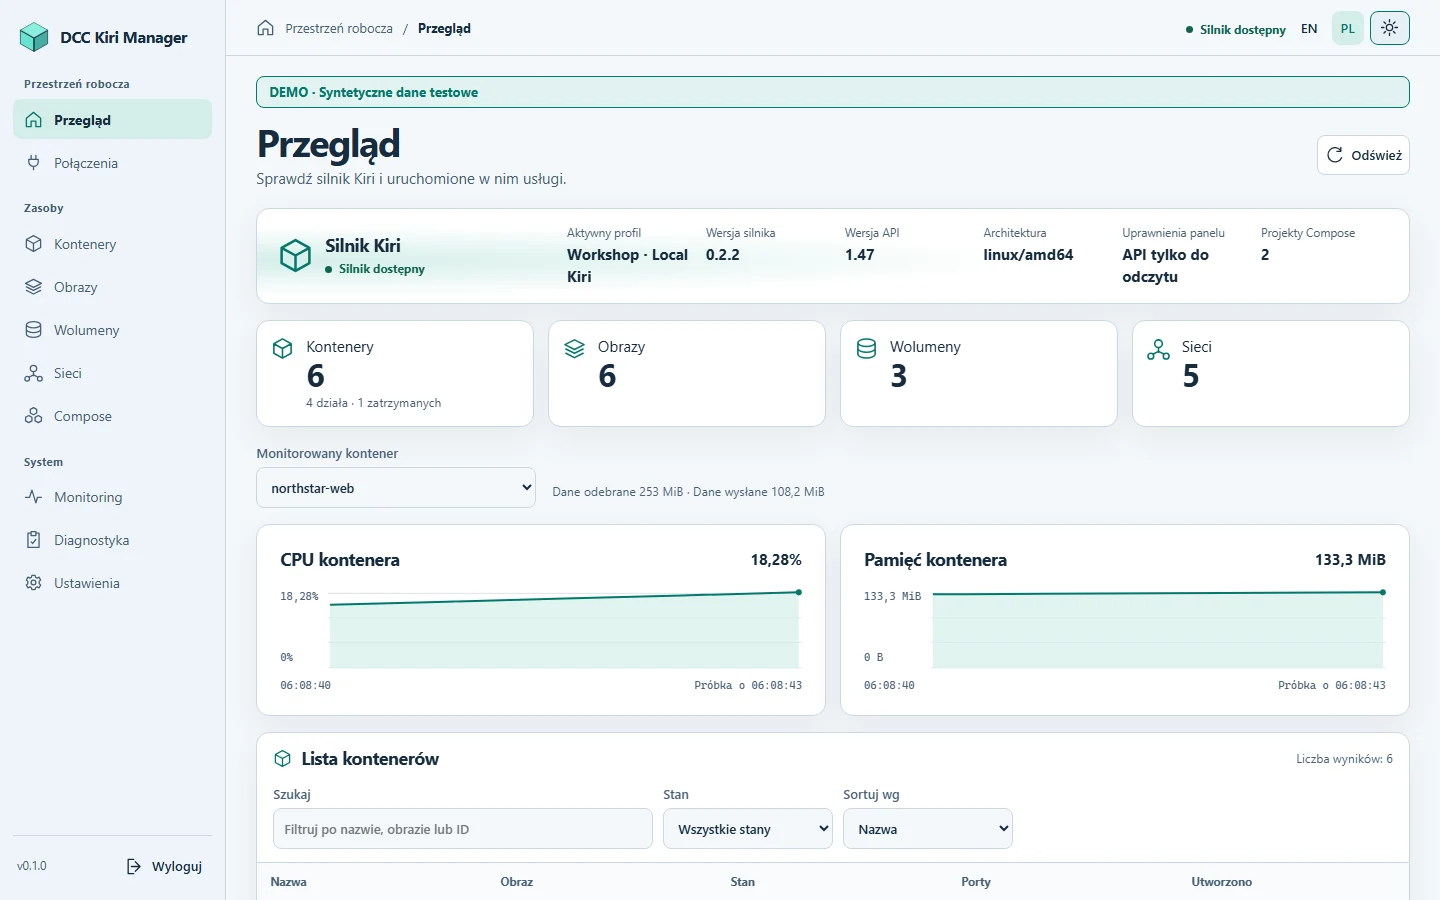 DCC Kiri Manager
Przestrzeń robocza
Przegląd
Połączenia
Zasoby
Kontenery
Obrazy
Wolumeny
Sieci
Compose
System
Monitoring
Diagnostyka
Ustawienia
v0.1.0
Wyloguj
Przestrzeń robocza / Przegląd
Silnik dostępny
EN
PL
DEMO · Syntetyczne dane testowe
Przegląd
Sprawdź silnik Kiri i uruchomione w nim usługi.
Odśwież
Silnik Kiri
Silnik dostępny
Aktywny profil
Workshop · Local
Kiri
Wersja silnika
0.2.2
Wersja API
1.47
Architektura
linux/amd64
Uprawnienia panelu
API tylko do
odczytu
Projekty Compose
2
Kontenery
6
4 działa · 1 zatrzymanych
Obrazy
6
Wolumeny
3
Sieci
5
Monitorowany kontener
northstar-web
Dane odebrane 253 MiB · Dane wysłane 108,2 MiB
CPU kontenera
18,28%
18,28%
0%
06:08:40
Próbka o 06:08:43
Pamięć kontenera
133,3 MiB
133,3 MiB
0 B
06:08:40
Próbka o 06:08:43
Lista kontenerów
Liczba wyników: 6
Szukaj
Filtruj po nazwie, obrazie lub ID
Stan
Wszystkie stany
Sortuj wg
Nazwa
Nazwa
Obraz
Stan
Porty
Utworzono